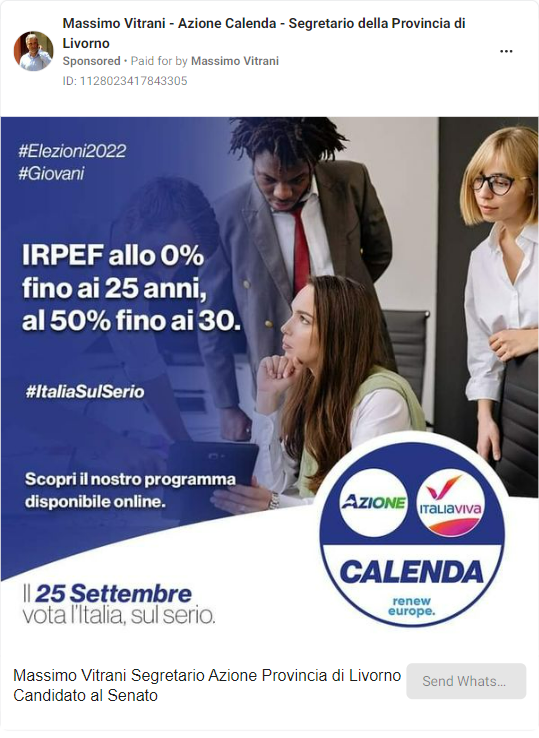 Massimo Vitrani - Azione Calenda - Segretario della Provincia di
Livorno
Sponsored • Paid for by Massimo Vitrani
ID: 1128023417843305
#Elezioni2022
#Giovani
IRPEF allo 0%
fino ai 25 anni,
al 50% fino ai 30.
#ItaliaSulSerio
Scopri il nostro programma
disponibile online.
AZIONE
ITALIAVIVA
CALENDA
renew
europe.
Il 25 Settembre
vota l'Italia, sul serio.
Massimo Vitrani Segretario Azione Provincia di Livorno
Candidato al Senato
Send Whats...